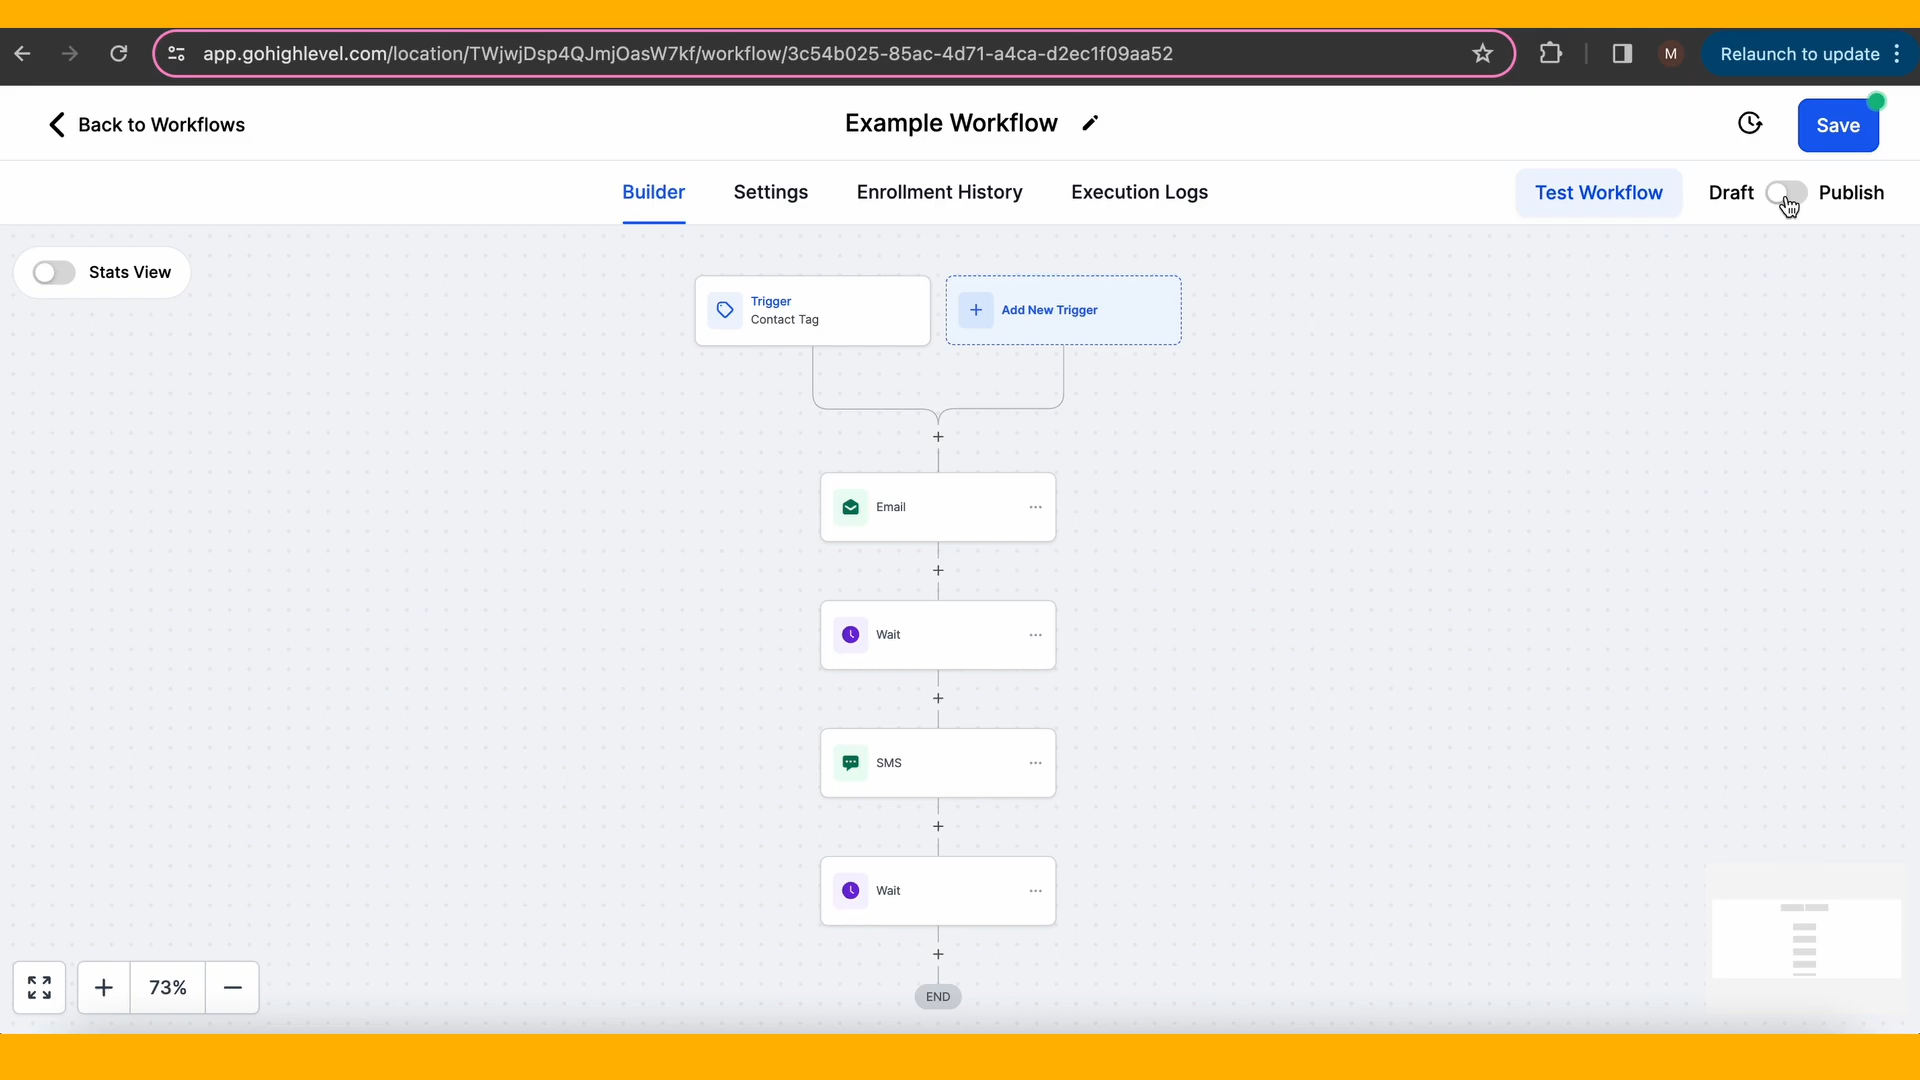 app.gohighlevel.com/location/TWjwjDsp4QJmjOasW7kf/workflow/3c54b025-85ac-4d71-a4ca-d2ec1f09aa52
M
Relaunch to update
Back to Workflows
Example Workflow
Save
Builder
Settings
Enrollment History
Execution Logs
Test Workflow
Draft
Publish
Stats View
Trigger
Contact Tag
Add New Trigger
Email
Wait
SMS
Wait
73%
END